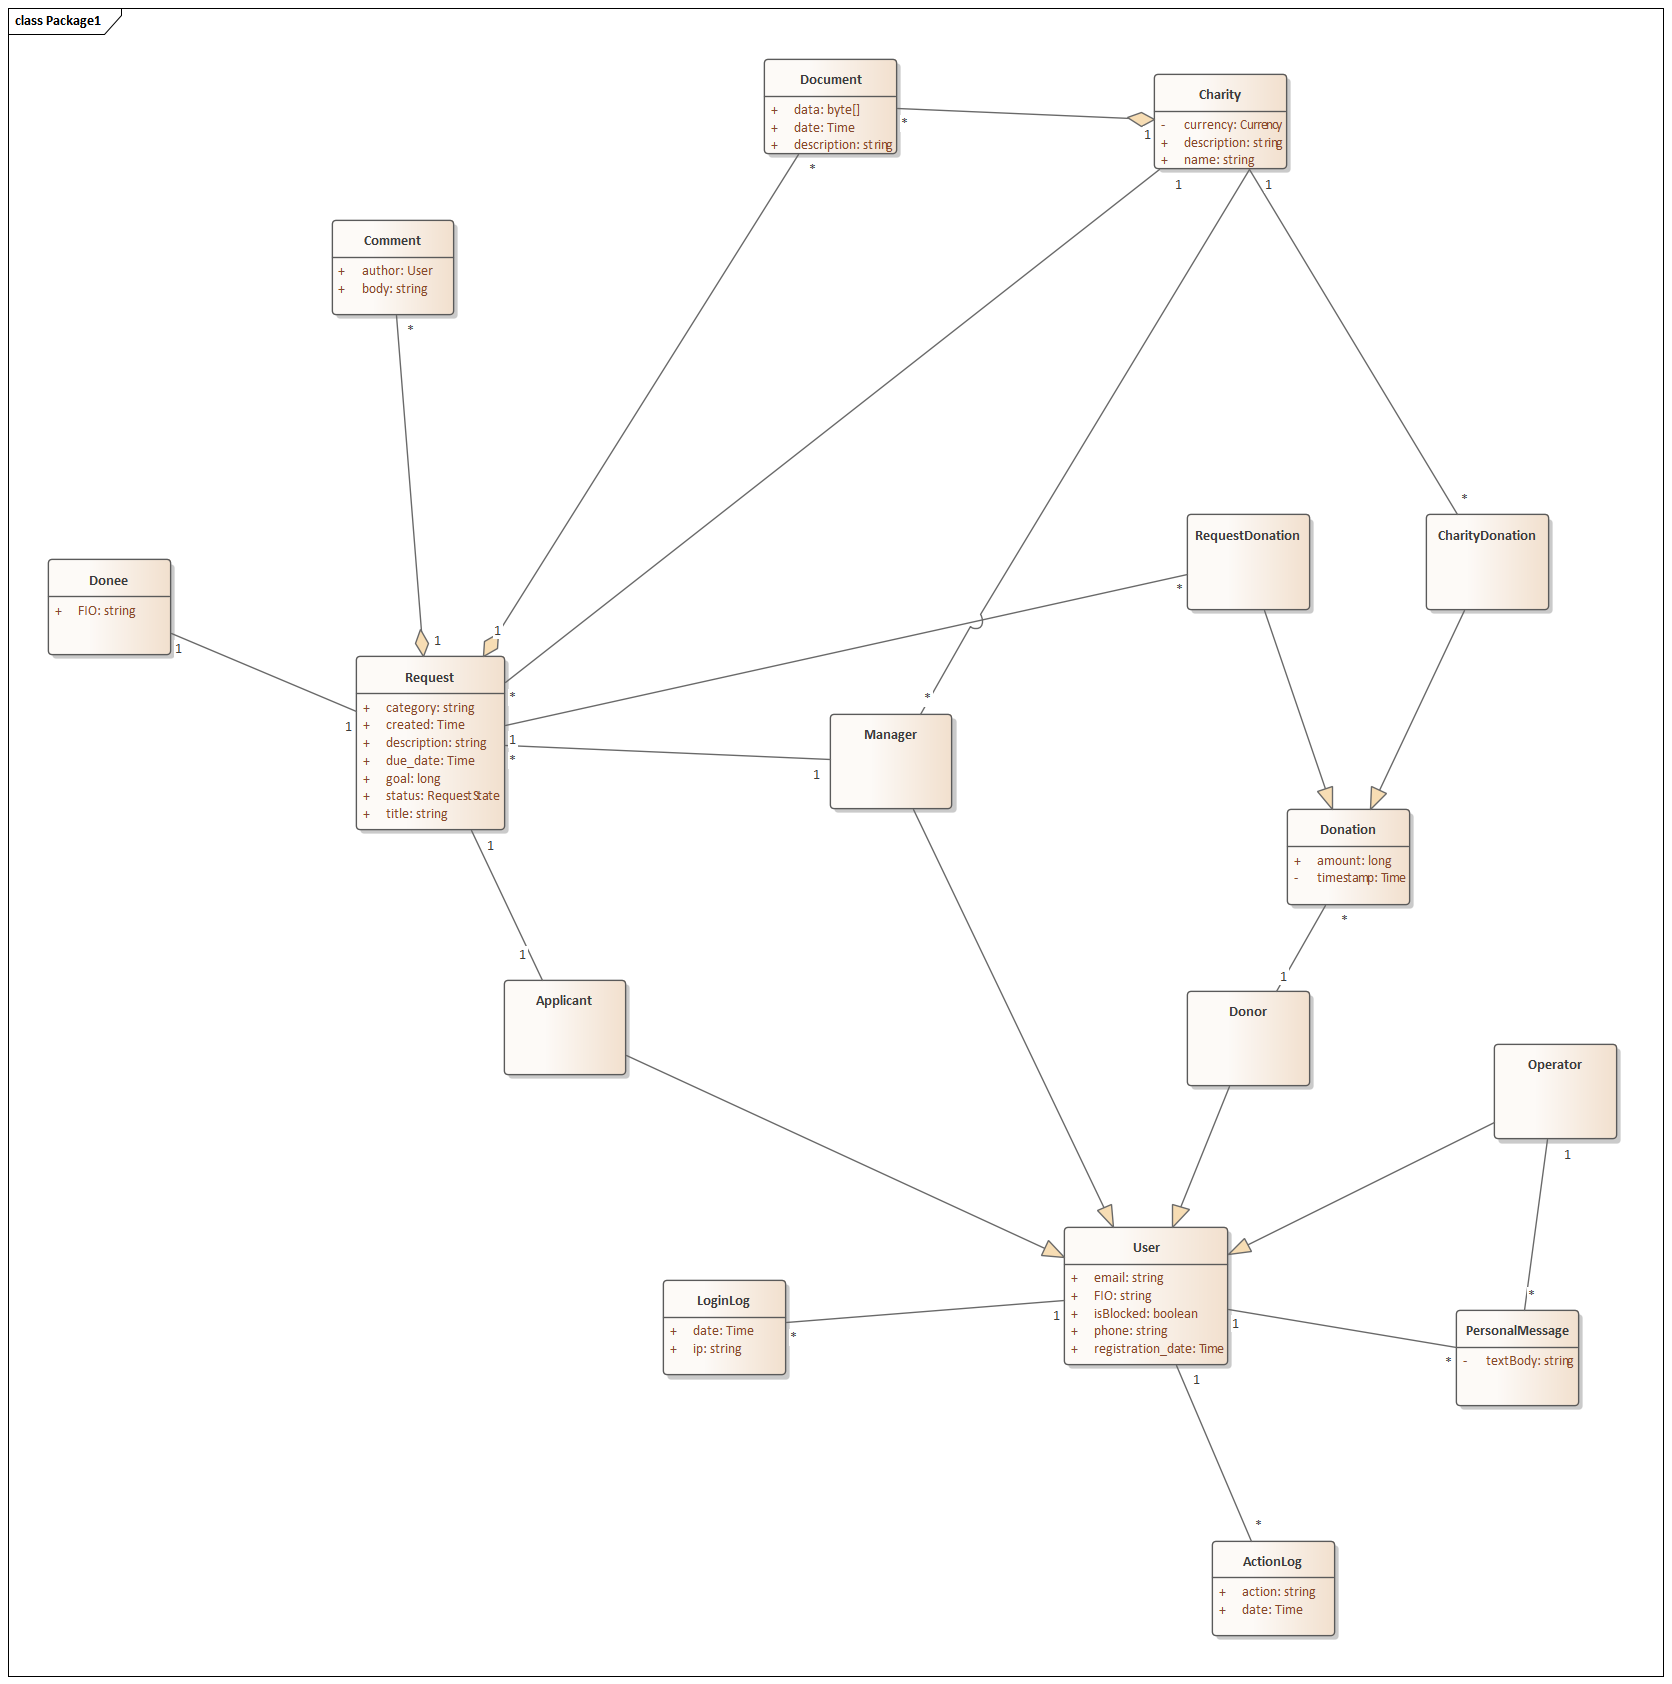 class Package1
Document
+ data: byte[]
+ date: Time
+ description: string
*
*
Charity
- currency: Currency
+ description: string
+ name: string
1
1
1
Comment
+ author: User
+ body: string
*
Donee
+ FIO: string
1
1
1
Request
+ category: string
+ created: Time
+ description: string
+ due_date: Time
+ goal: long
+ status: RequestState
+ title: string
1
*
1
*
1
RequestDonation
*
CharityDonation
*
Manager
*
1
Donation
+ amount: long
- timestamp: Time
*
1
Applicant
1
Donor
Operator
1
User
+ email: string
+ FIO: string
+ isBlocked: boolean
+ phone: string
+ registration_date: Time
1
1
1
LoginLog
+ date: Time
+ ip: string
*
*
PersonalMessage
- textBody: string
*
*
ActionLog
+ action: string
+ date: Time